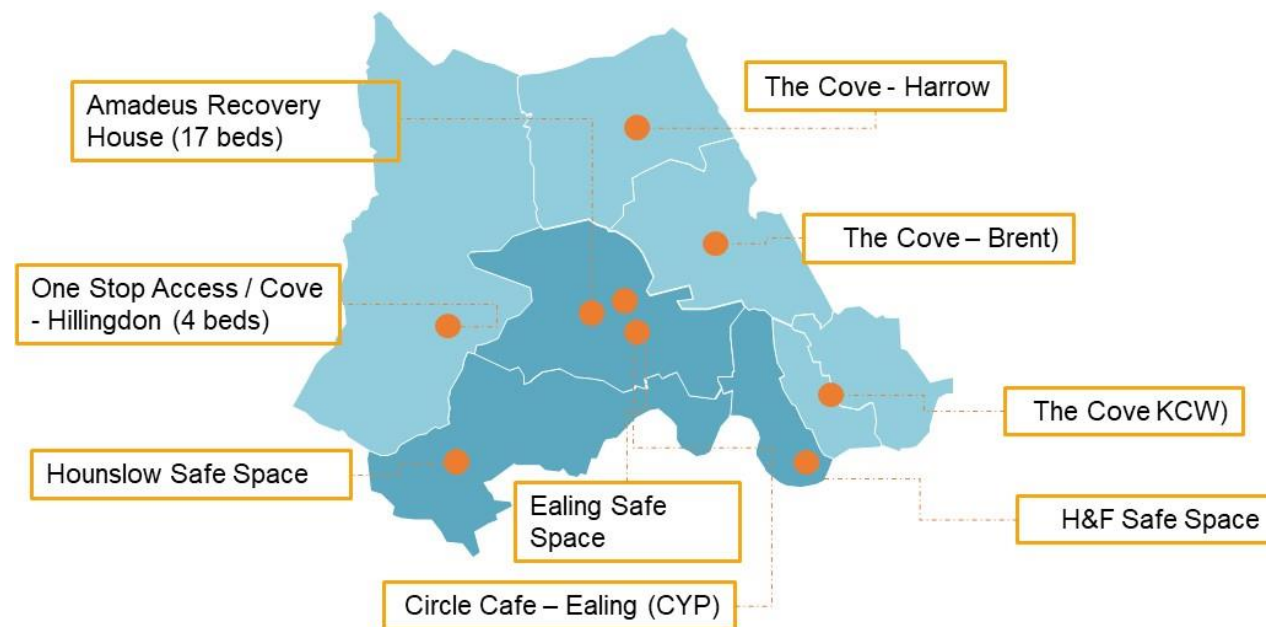 The Cove - Harrow
Amadeus Recovery
House (17 beds)
The Cove – Brent)
One Stop Access / Cove
- Hillingdon (4 beds)
The Cove KCW)
Hounslow Safe Space
Ealing Safe
Space
H&F Safe Space
Circle Cafe – Ealing (CYP)